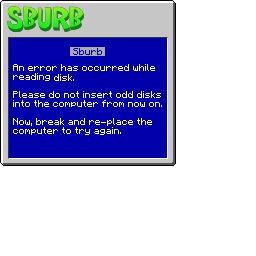 SBURB
Sburb
An error has occurred while
reading disk.
Please do not insert odd disks
into the computer from now on.
Now, break and re-place the
computer to try again.